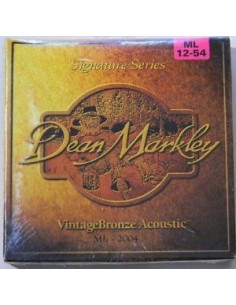 Signature Series
ML
12-54
Dean Markley
VintageBronze Acoustic
ML - 2004